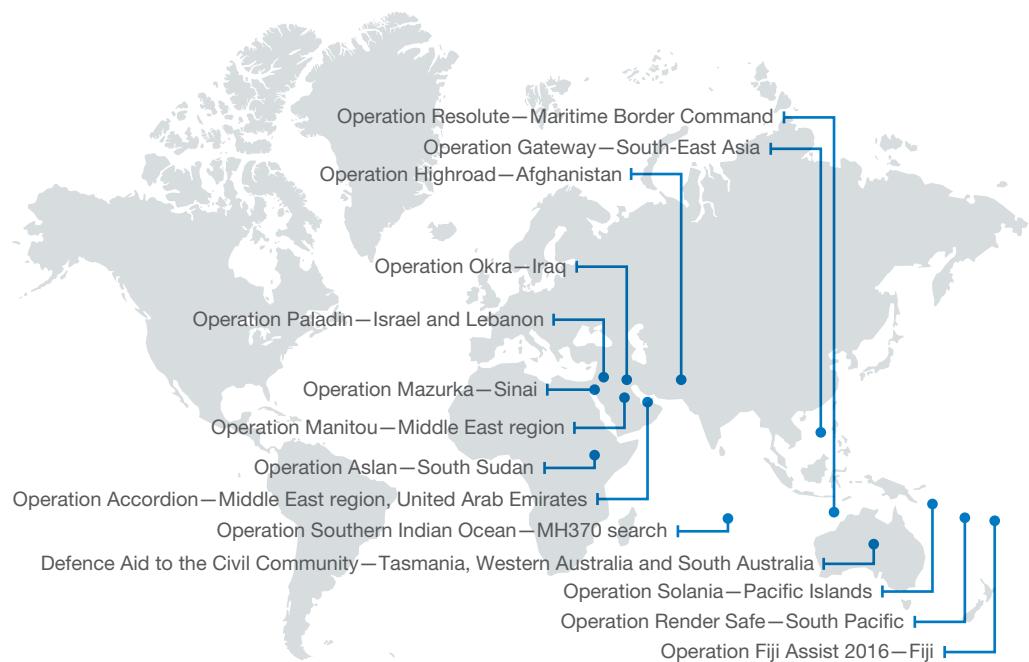 Operation Resolute—Maritime Border Command
Operation Gateway—South-East Asia
Operation Highroad—Afghanistan
Operation Okra—Iraq
Operation Paladin—Israel and Lebanon
Operation Mazurka—Sinai
Operation Manitou—Middle East region
Operation Aslan—South Sudan
Operation Accordion—Middle East region, United Arab Emirates
Operation Southern Indian Ocean—MH370 search
Defence Aid to the Civil Community—Tasmania, Western Australia and South Australia
Operation Solania—Pacific Islands
Operation Render Safe—South Pacific
Operation Fiji Assist 2016—Fiji